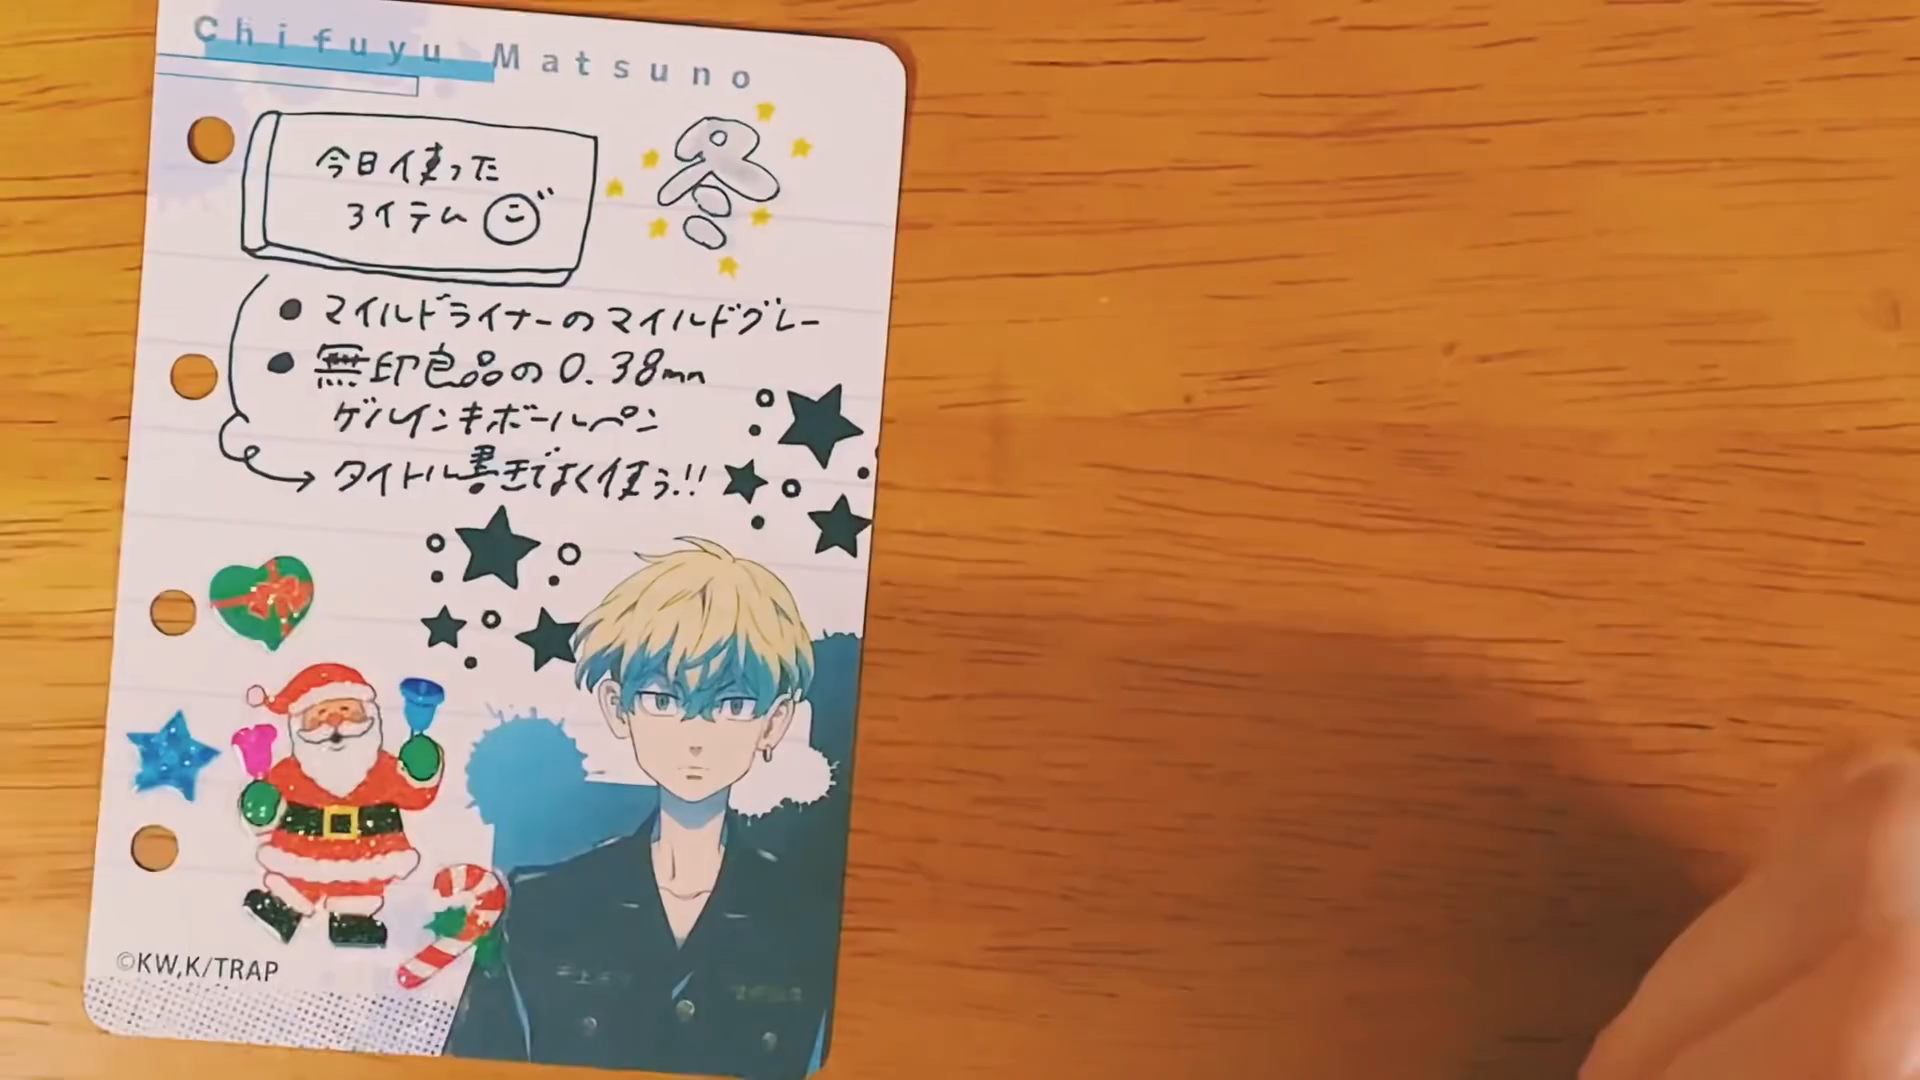 Chifuyu Matsuno
今日使った
3イテム
冬
● マイルドライナーのマイルドグレー
● 無印良品の0.38mm
ゲルインキボールペン
→ タイトル書きでよく使う!!
©KW,K/TRAP